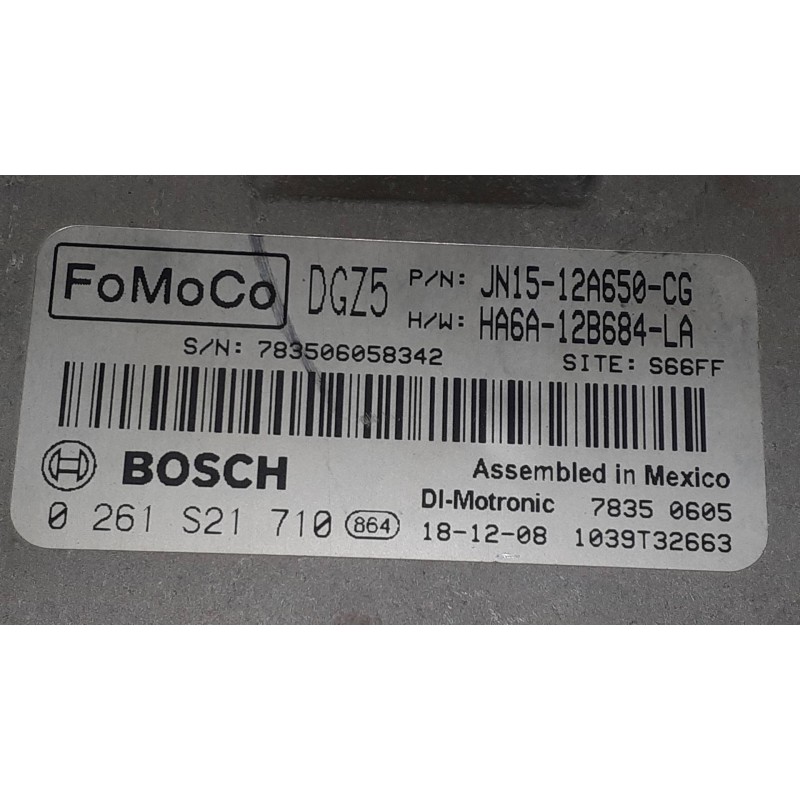 FoMoCo DGZ5 P/N: JN15-12A650-CG
H/W: HA6A-12B684-LA
S/N: 783506058342 SITE: S66FF
BOSCH Assembled in Mexico
DI-Motronic 7835 0605
0 261 S21 710 864 18-12-08 1039T32663